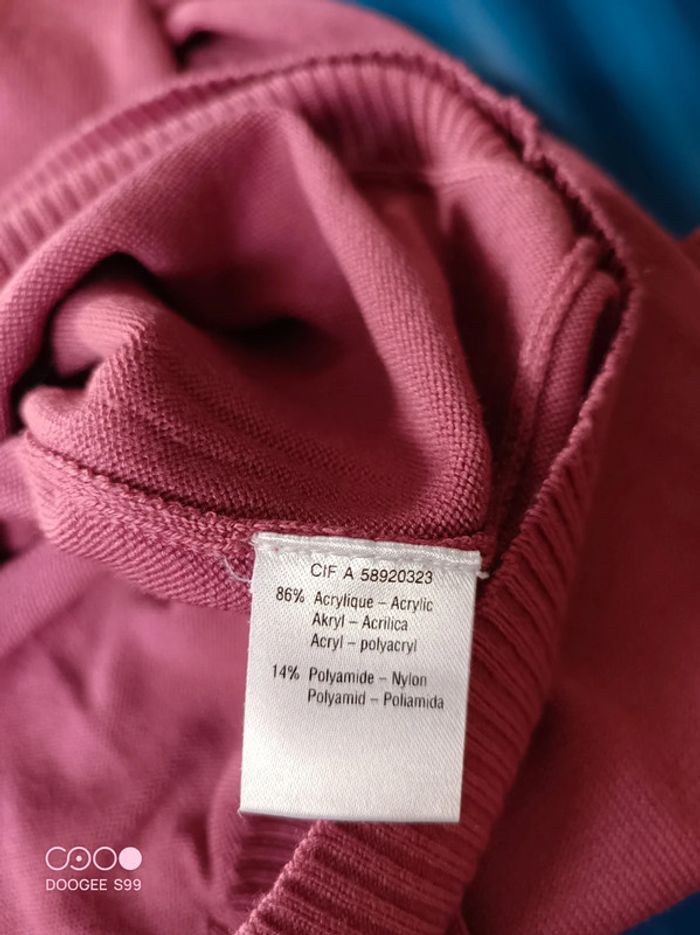 CIF A 58920323
86% Acrylique – Acrylic
Akryl – Acrilica
Acryl – polyacryl
14% Polyamide – Nylon
Polyamid – Poliamida
DOOGEE S99